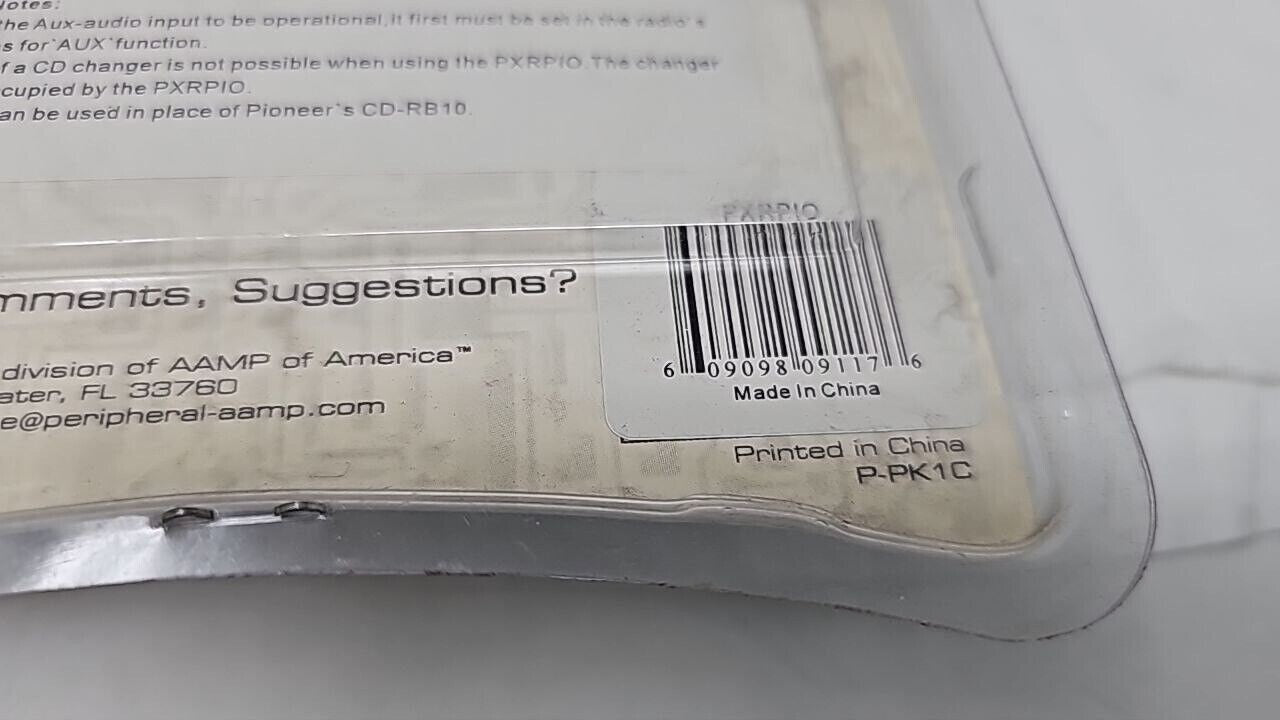 Notes:
the Aux-audio input to be operational,it first must be set in the radio's
s for`AUX`function.
f a CD changer is not possible when using the PXRPIO.The changer
cupied by the PXRPIO.
an be used in place of Pioneer`s CD-RB10.
PXRPIO
mments, Suggestions?
6 09098 09117 6
division of AAMP of America™
Made In China
ater, FL 33760
e@peripheral-aamp.com
Printed in China
P-PK1C